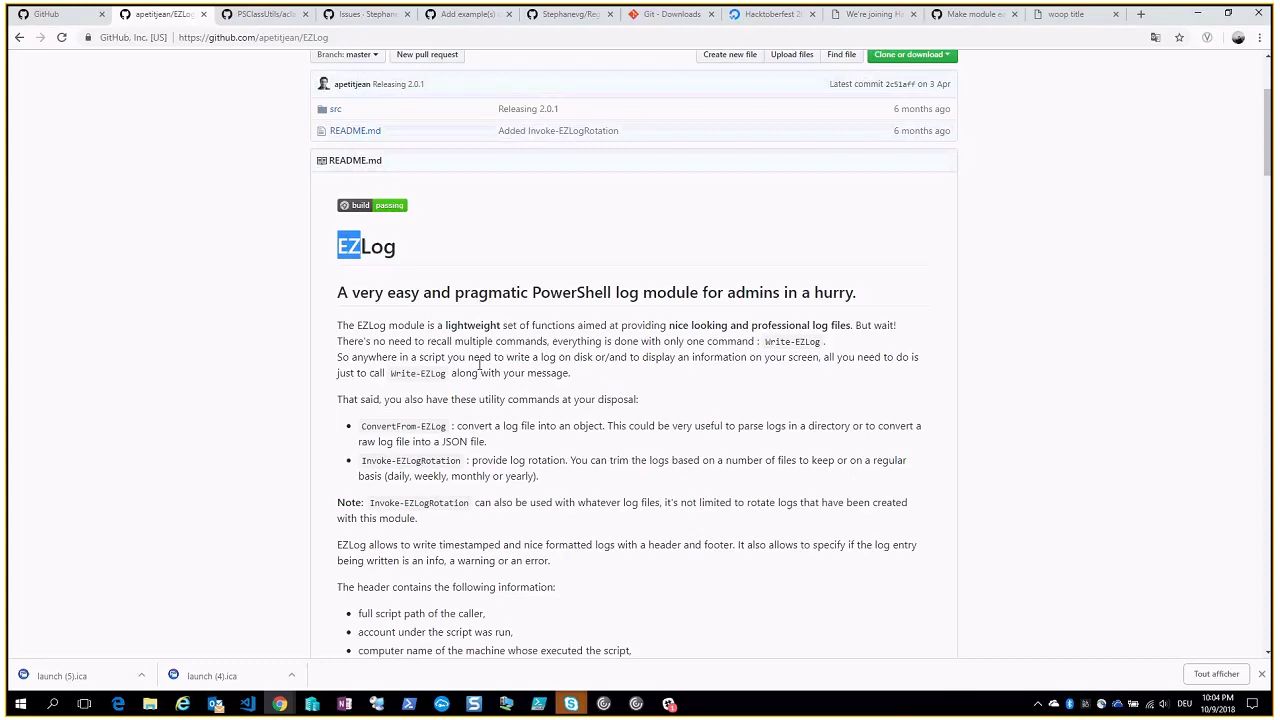 GitHub
apetitjean/EZLog
PSClassUtils/acla
Issues · Stephane
Add example(s)
Stephanevg/Reg
Git - Downloads
Hacktoberfest 2
We're joining Ha
Make module ea
woop title
GitHub, Inc. [US] https://github.com/apetitjean/EZLog
Branch: master New pull request Create new file Upload files Find file Clone or download
apetitjean Releasing 2.0.1 Latest commit 2c51aff on 3 Apr
src Releasing 2.0.1 6 months ago
README.md Added Invoke-EZLogRotation 6 months ago
README.md
build passing
EZLog
A very easy and pragmatic PowerShell log module for admins in a hurry.
The EZLog module is a lightweight set of functions aimed at providing nice looking and professional log files. But wait!
There's no need to recall multiple commands, everything is done with only one command : Write-EZLog .
So anywhere in a script you need to write a log on disk or/and to display an information on your screen, all you need to do is
just to call Write-EZLog along with your message.
That said, you also have these utility commands at your disposal:
• ConvertFrom-EZLog : convert a log file into an object. This could be very useful to parse logs in a directory or to convert a
raw log file into a JSON file.
• Invoke-EZLogRotation : provide log rotation. You can trim the logs based on a number of files to keep or on a regular
basis (daily, weekly, monthly or yearly).
Note: Invoke-EZLogRotation can also be used with whatever log files, it's not limited to rotate logs that have been created
with this module.
EZLog allows to write timestamped and nice formatted logs with a header and footer. It also allows to specify if the log entry
being written is an info, a warning or an error.
The header contains the following information:
• full script path of the caller,
• account under the script was run,
• computer name of the machine whose executed the script,
launch (5).ica
launch (4).ica
Tout afficher
DEU
10:04 PM
10/9/2018